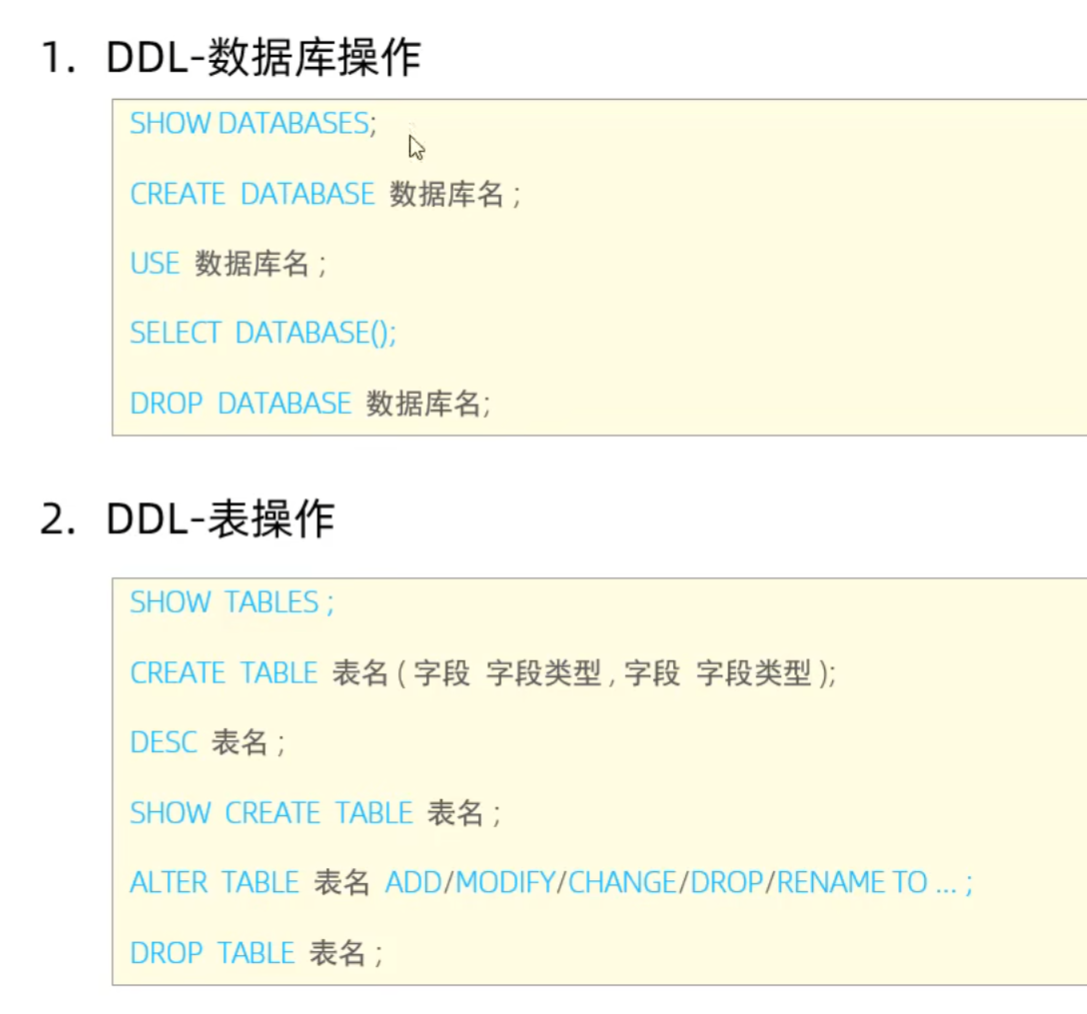 1. DDL-数据库操作
SHOW DATABASES;
CREATE DATABASE 数据库名 ;
USE 数据库名 ;
SELECT DATABASE();
DROP DATABASE 数据库名;
2. DDL-表操作
SHOW TABLES ;
CREATE TABLE 表名 ( 字段 字段类型 , 字段 字段类型 );
DESC 表名 ;
SHOW CREATE TABLE 表名 ;
ALTER TABLE 表名 ADD/MODIFY/CHANGE/DROP/RENAME TO ... ;
DROP TABLE 表名 ;